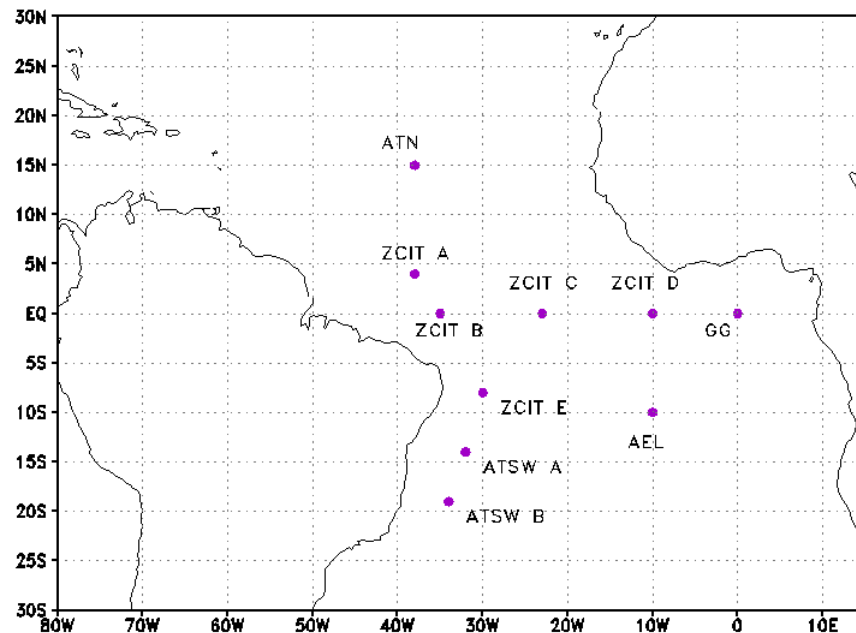 30N
25N
20N
15N
10N
5N
EQ
5S
10S
15S
20S
25S
30S
ATN
ZCIT A
ZCIT C
ZCIT D
ZCIT B
GG
ZCIT E
AEL
ATSW A
ATSW B
80W 70W 60W 50W 40W 30W 20W 10W 0 10E